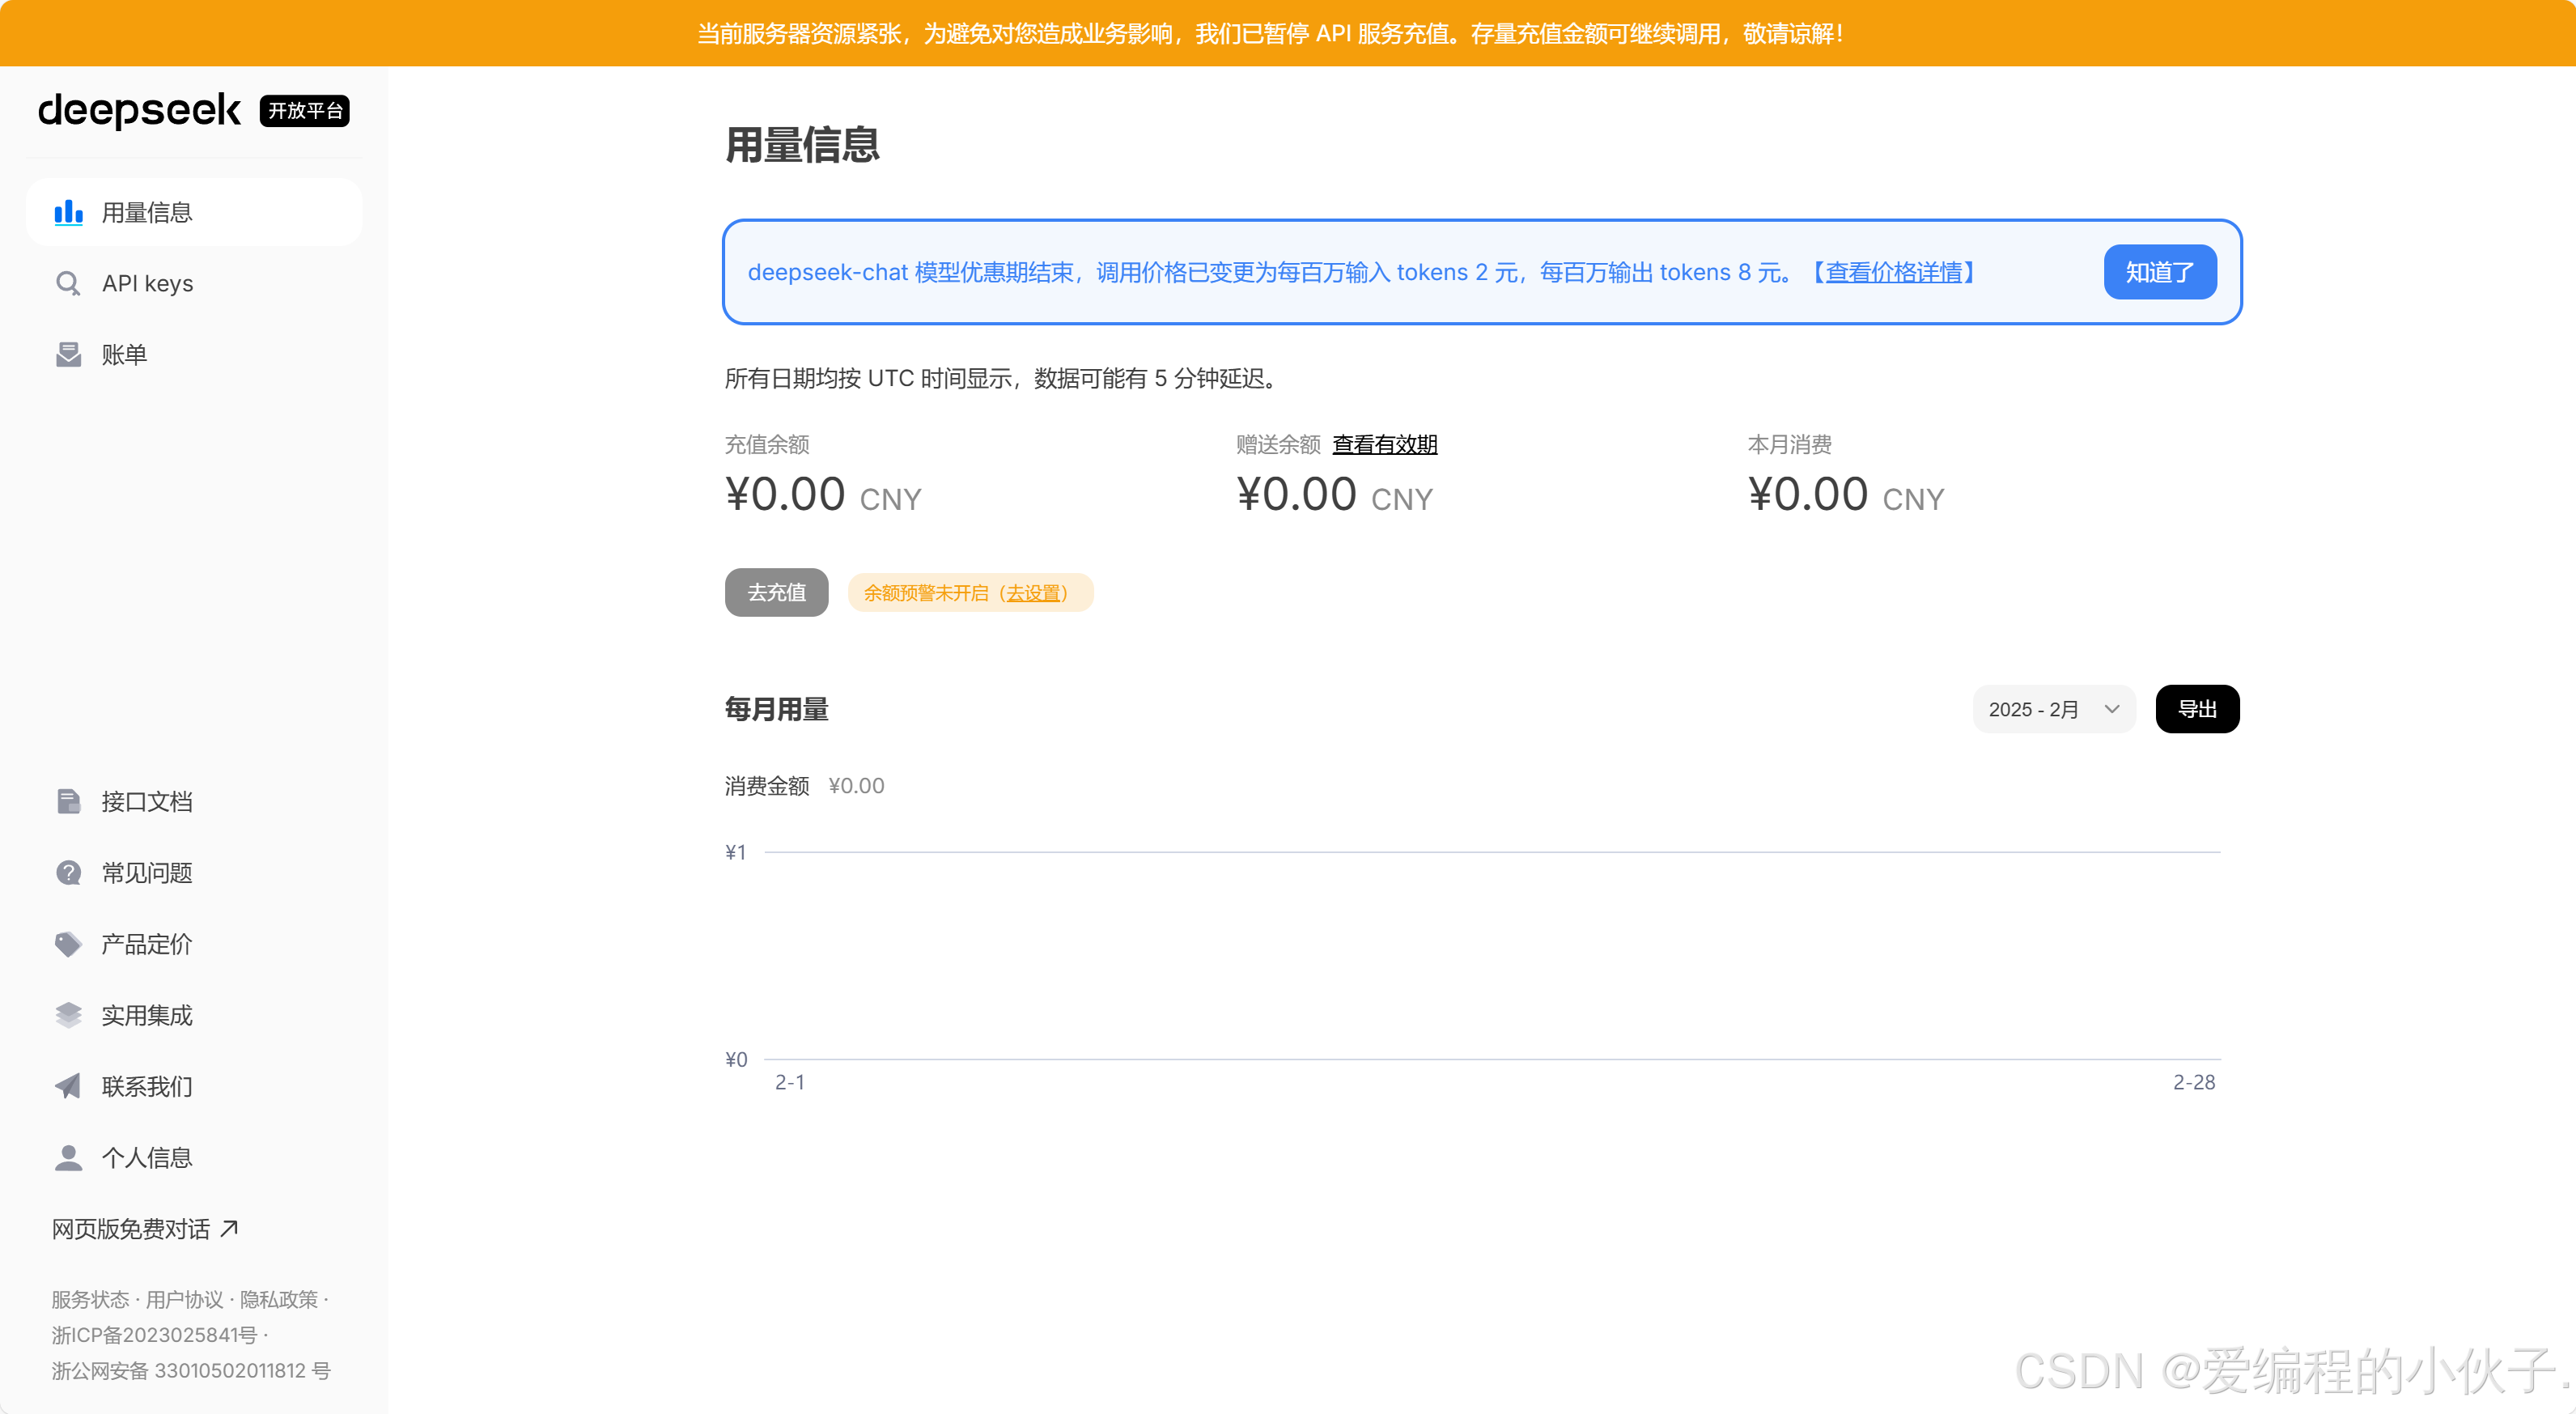 当前服务器资源紧张，为避免对您造成业务影响，我们已暂停 API 服务充值。存量充值金额可继续调用，敬请谅解！
deepseek 开放平台
用量信息
API keys
账单
接口文档
常见问题
产品定价
实用集成
联系我们
个人信息
网页版免费对话
服务状态 · 用户协议 · 隐私政策 ·
浙ICP备2023025841号 ·
浙公网安备 33010502011812 号
用量信息
deepseek-chat 模型优惠期结束，调用价格已变更为每百万输入 tokens 2 元，每百万输出 tokens 8 元。【查看价格详情】 知道了
所有日期均按 UTC 时间显示，数据可能有 5 分钟延迟。
充值余额 赠送余额 查看有效期 本月消费
¥0.00 CNY ¥0.00 CNY ¥0.00 CNY
去充值 余额预警未开启（去设置）
每月用量 2025 - 2月 导出
消费金额 ¥0.00
¥1
¥0
2-1 2-28
CSDN @爱编程的小伙子.